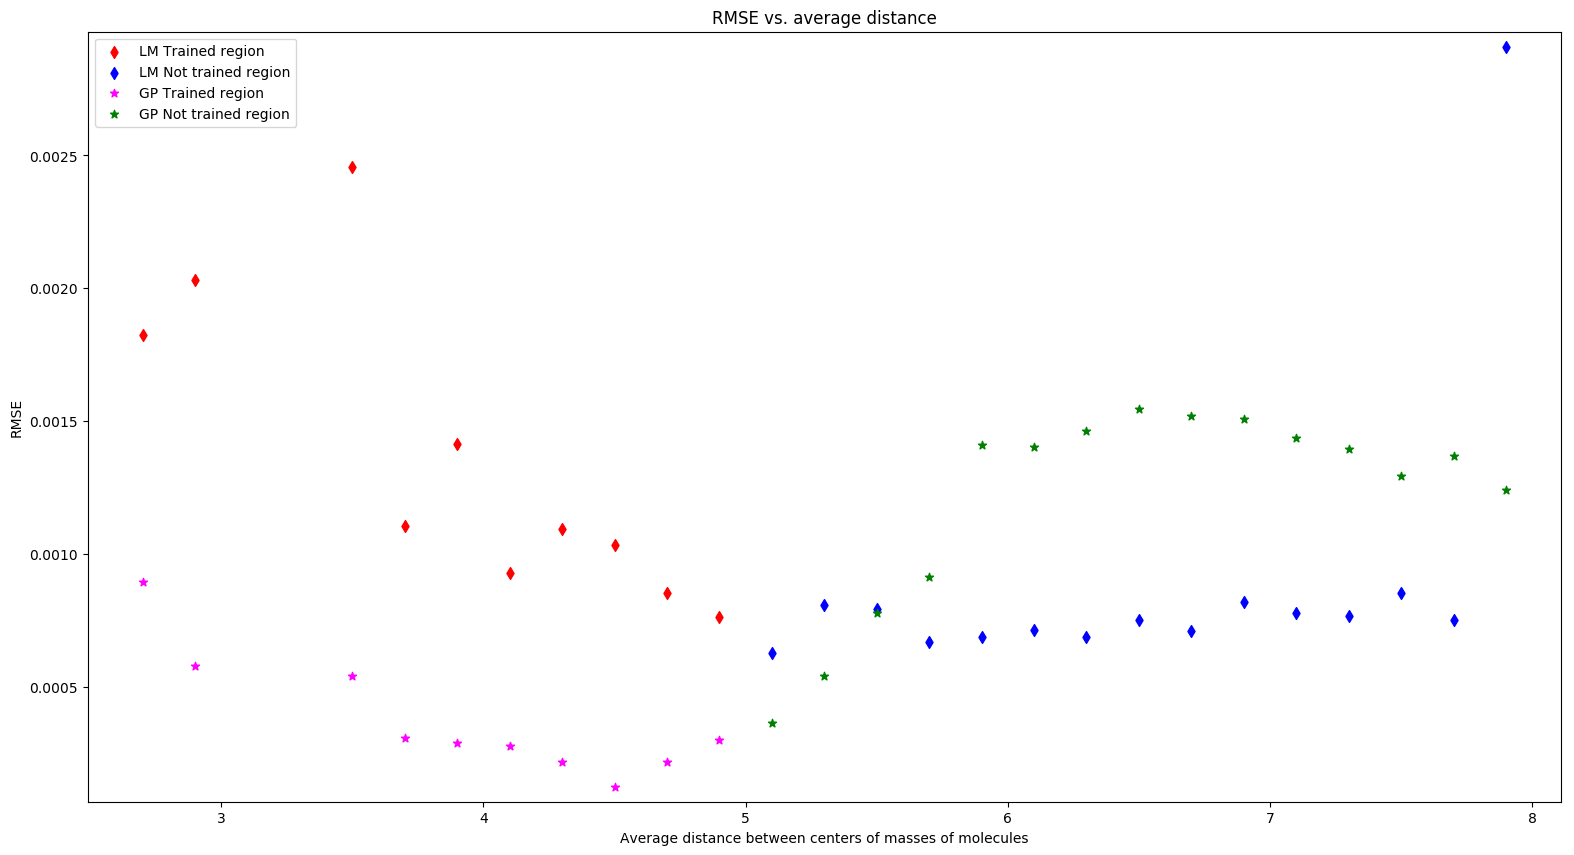 RMSE vs. average distance
LM Trained region
LM Not trained region
GP Trained region
GP Not trained region
0.0025
0.0020
0.0015
0.0010
0.0005
RMSE
3 4 5 6 7 8
Average distance between centers of masses of molecules